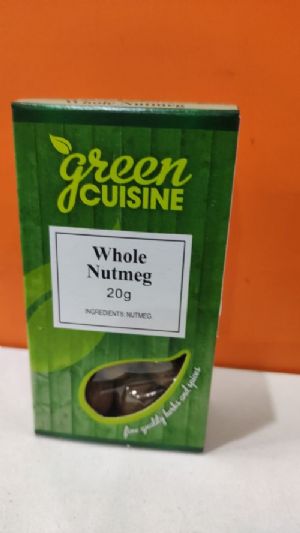 Whole Nutmeg
green
CUISINE
Whole
Nutmeg
20g
INGREDIENTS: NUTMEG
fine quality herbs and spices